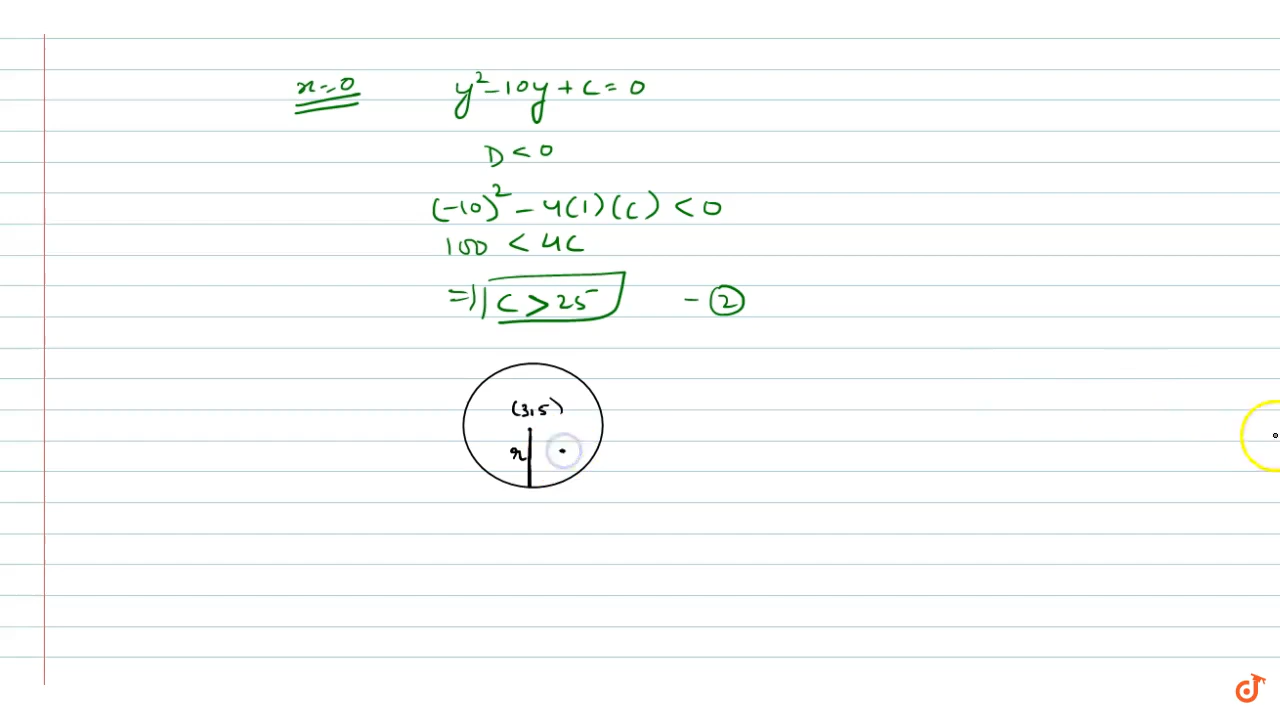 x=0 y²-10y+c=0
D<0
(-10)²-4(1)(c)<0
100<4c
=> c>25 -②
(3,5)
r